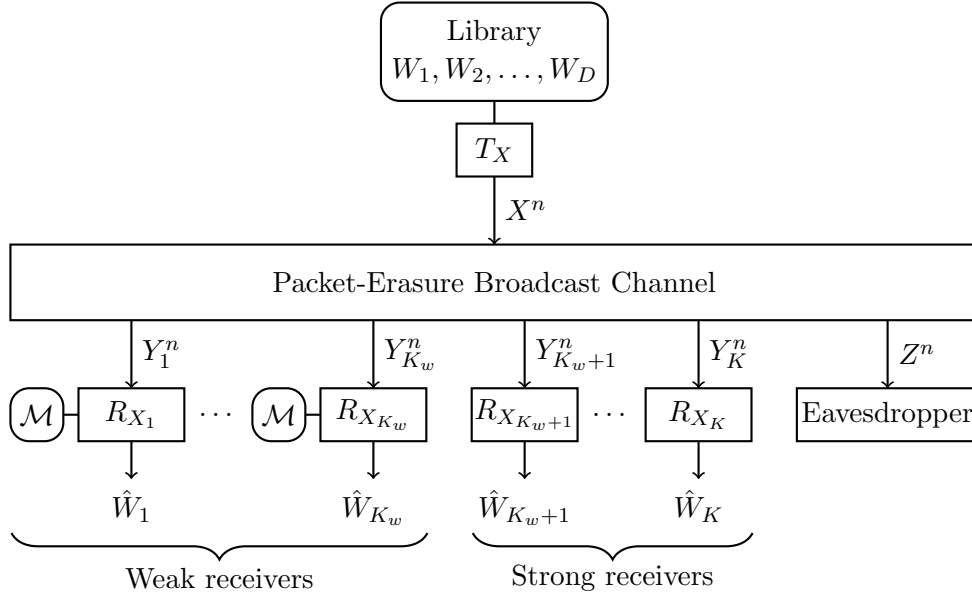 Library
W_1, W_2, ..., W_D
T_X
X^n
Packet-Erasure Broadcast Channel
Y_1^n Y_{K_w}^n Y_{K_w+1}^n Y_K^n Z^n
ℳ R_{X_1} ··· ℳ R_{X_{K_w}} R_{X_{K_w+1}} ··· R_{X_K} Eavesdropper
Ŵ_1 Ŵ_{K_w} Ŵ_{K_w+1} Ŵ_K
Weak receivers Strong receivers